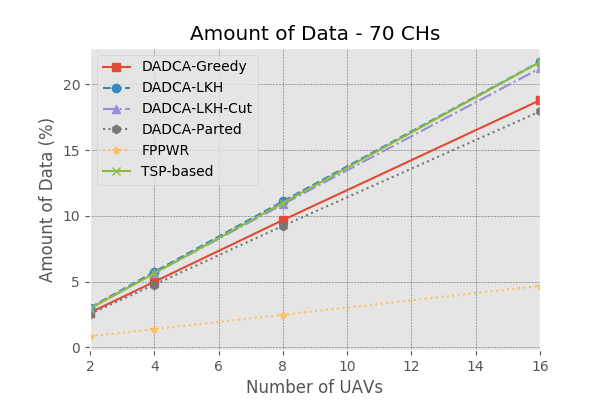 Amount of Data - 70 CHs
DADCA-Greedy
DADCA-LKH
DADCA-LKH-Cut
DADCA-Parted
FPPWR
TSP-based
Amount of Data (%)
20
15
10
5
0
2 4 6 8 10 12 14 16
Number of UAVs